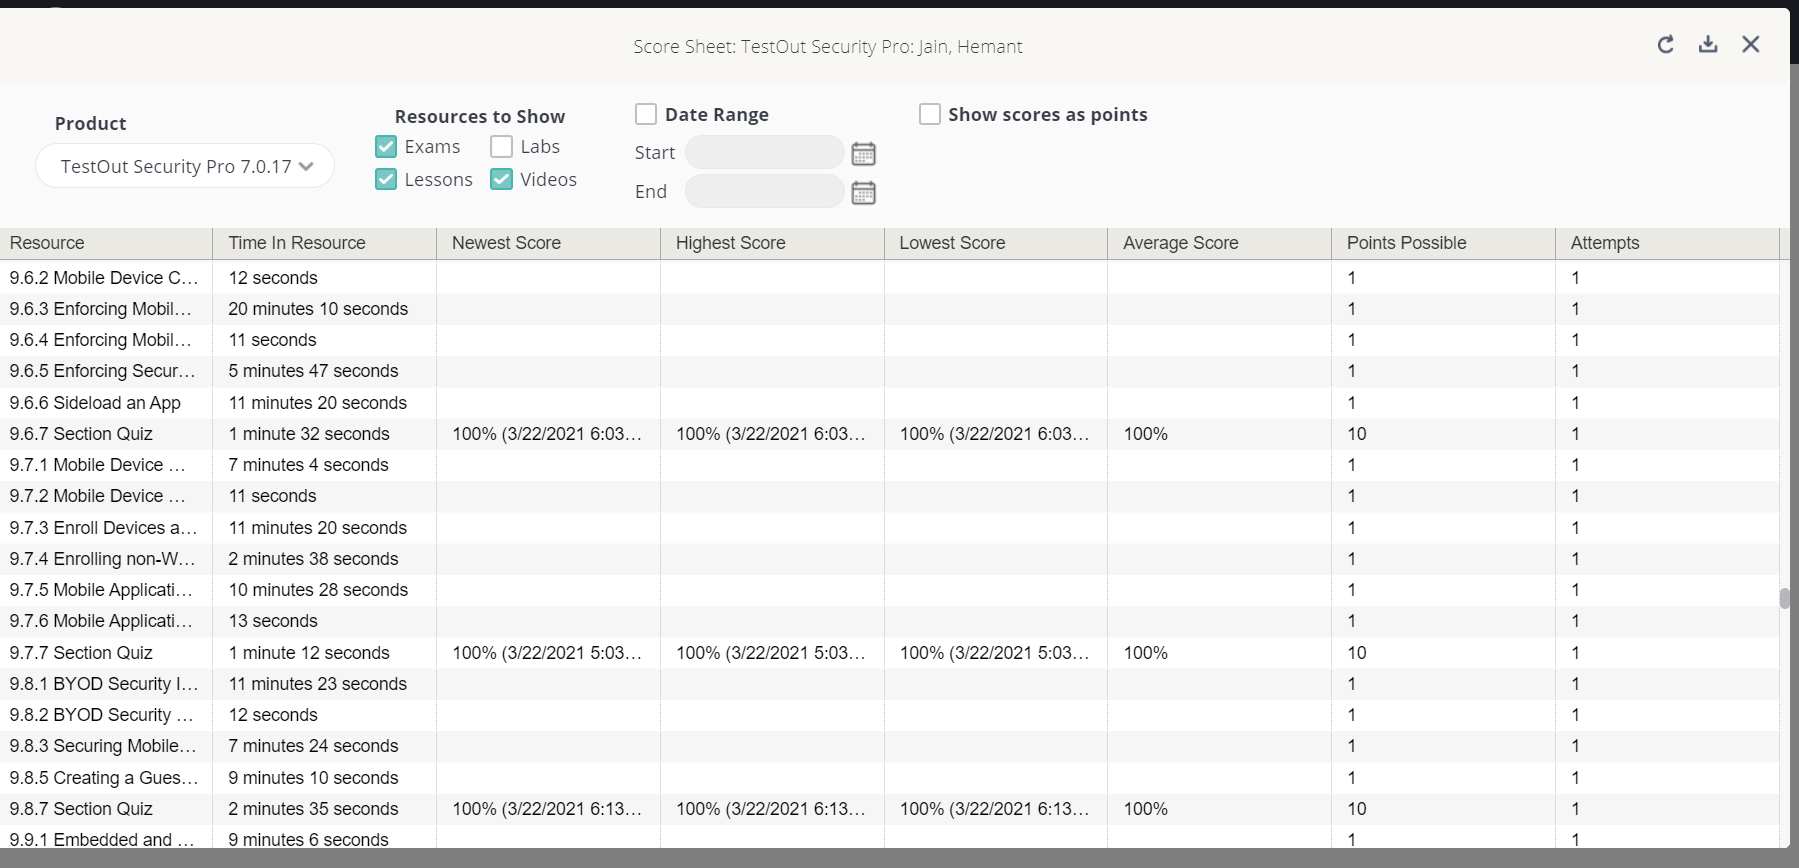 Score Sheet: TestOut Security Pro: Jain, Hemant
Product
TestOut Security Pro 7.0.17
Resources to Show
Exams Labs
Lessons Videos
Date Range
Start
End
Show scores as points
Resource Time In Resource Newest Score Highest Score Lowest Score Average Score Points Possible Attempts
9.6.2 Mobile Device C... 12 seconds 1 1
9.6.3 Enforcing Mobil... 20 minutes 10 seconds 1 1
9.6.4 Enforcing Mobil... 11 seconds 1 1
9.6.5 Enforcing Secur... 5 minutes 47 seconds 1 1
9.6.6 Sideload an App 11 minutes 20 seconds 1 1
9.6.7 Section Quiz 1 minute 32 seconds 100% (3/22/2021 6:03... 100% (3/22/2021 6:03... 100% (3/22/2021 6:03... 100% 10 1
9.7.1 Mobile Device ... 7 minutes 4 seconds 1 1
9.7.2 Mobile Device ... 11 seconds 1 1
9.7.3 Enroll Devices a... 11 minutes 20 seconds 1 1
9.7.4 Enrolling non-W... 2 minutes 38 seconds 1 1
9.7.5 Mobile Applicati... 10 minutes 28 seconds 1 1
9.7.6 Mobile Applicati... 13 seconds 1 1
9.7.7 Section Quiz 1 minute 12 seconds 100% (3/22/2021 5:03... 100% (3/22/2021 5:03... 100% (3/22/2021 5:03... 100% 10 1
9.8.1 BYOD Security I... 11 minutes 23 seconds 1 1
9.8.2 BYOD Security ... 12 seconds 1 1
9.8.3 Securing Mobile... 7 minutes 24 seconds 1 1
9.8.5 Creating a Gues... 9 minutes 10 seconds 1 1
9.8.7 Section Quiz 2 minutes 35 seconds 100% (3/22/2021 6:13... 100% (3/22/2021 6:13... 100% (3/22/2021 6:13... 100% 10 1
9.9.1 Embedded and ... 9 minutes 6 seconds 1 1